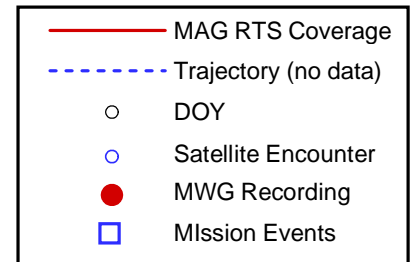 MAG RTS Coverage
Trajectory (no data)
DOY
Satellite Encounter
MWG Recording
MIssion Events